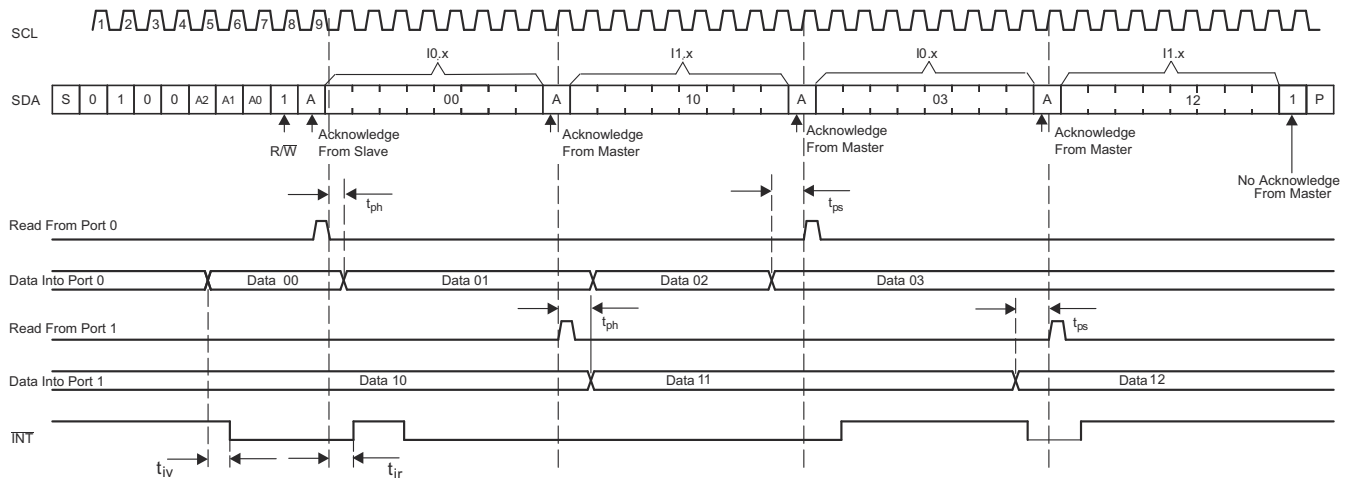 SCL 1 2 3 4 5 6 7 8 9
I0.x I1.x I0.x I1.x
SDA S 0 1 0 0 A2 A1 A0 1 A 00 A 10 A 03 A 12 1 P
R/W
Acknowledge
From Slave
Acknowledge
From Master
Acknowledge
From Master
Acknowledge
From Master
No Acknowledge
From Master
tph
tps
Read From Port 0
Data Into Port 0 Data 00 Data 01 Data 02 Data 03
tph
tps
Read From Port 1
Data Into Port 1 Data 10 Data 11 Data 12
INT
tiv
tir